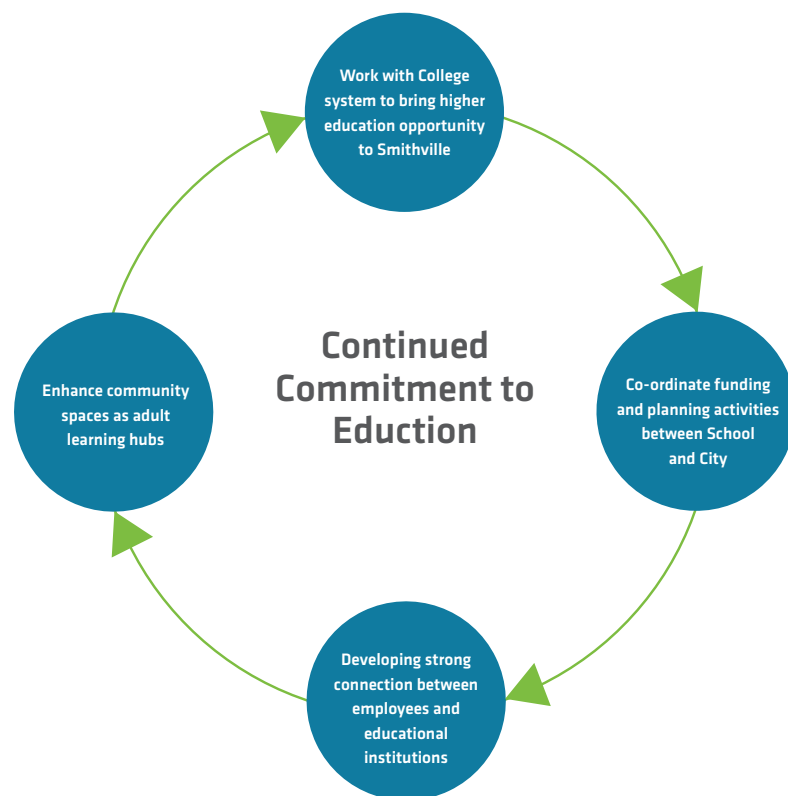 Work with College
system to bring higher
education opportunity
to Smithville
Continued
Commitment to
Eduction
Enhance community
spaces as adult
learning hubs
Co-ordinate funding
and planning activities
between School
and City
Developing strong
connection between
employees and
educational
institutions